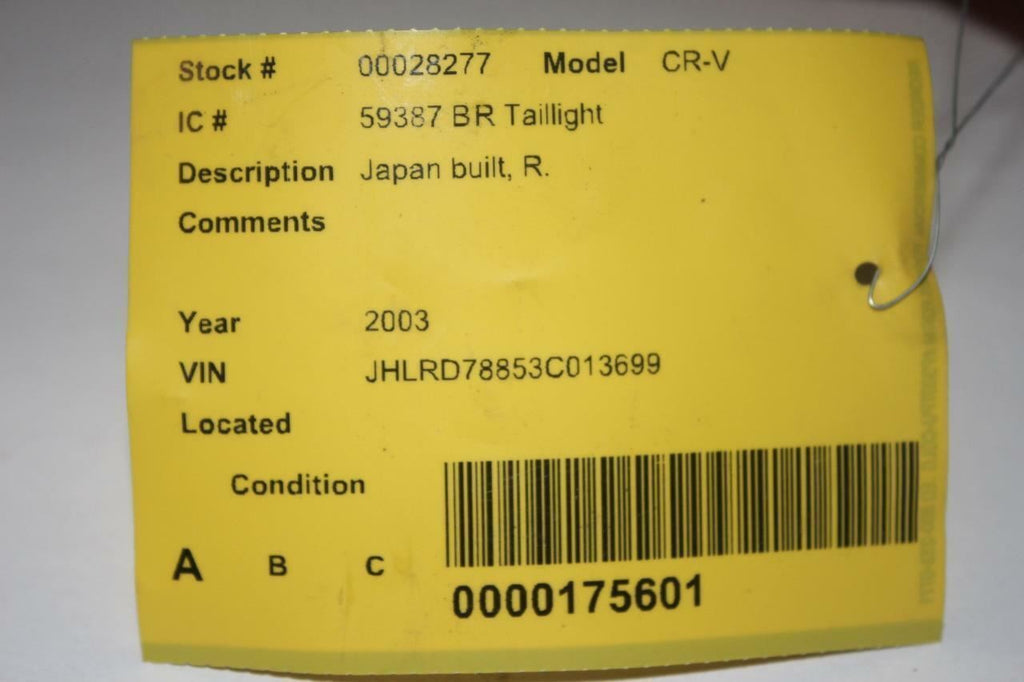 Stock # 00028277 Model CR-V
IC # 59387 BR Taillight
Description Japan built, R.
Comments
Year 2003
VIN JHLRD78853C013699
Located
Condition
A B C
0000175601